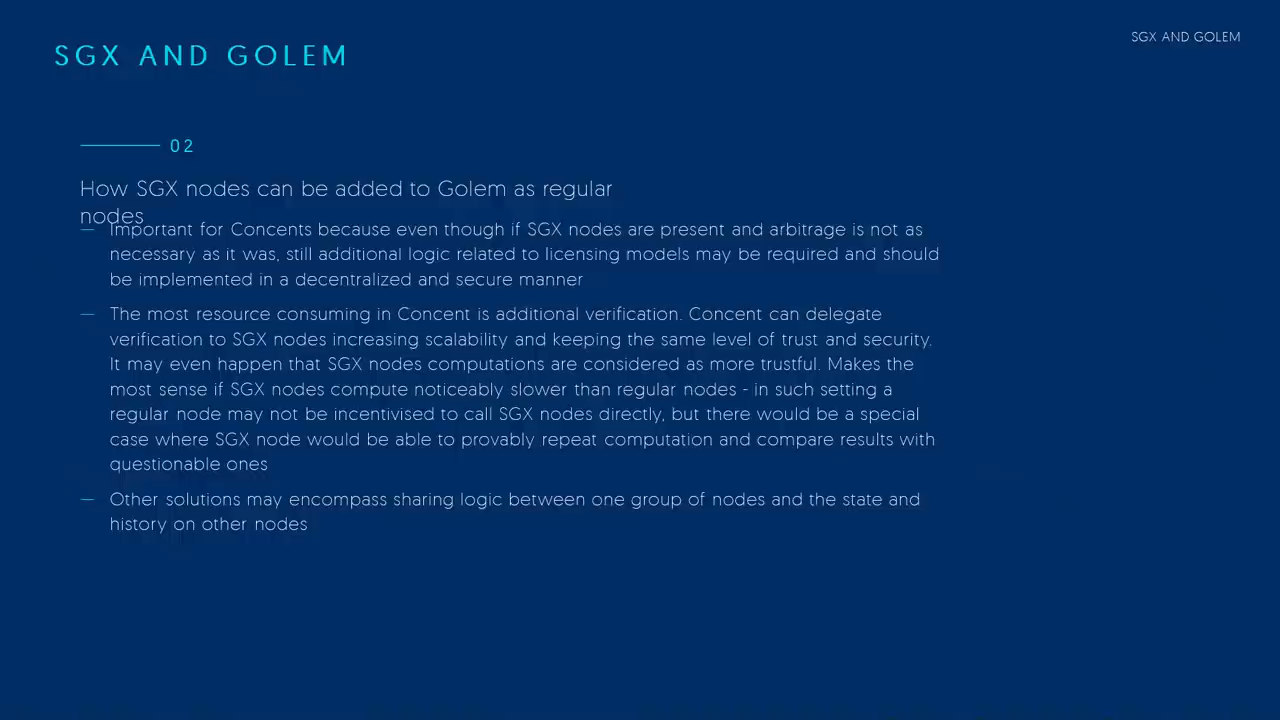 SGX AND GOLEM
SGX AND GOLEM
02
How SGX nodes can be added to Golem as regular
nodes
— Important for Concents because even though if SGX nodes are present and arbitrage is not as
necessary as it was, still additional logic related to licensing models may be required and should
be implemented in a decentralized and secure manner
— The most resource consuming in Concent is additional verification. Concent can delegate
verification to SGX nodes increasing scalability and keeping the same level of trust and security.
It may even happen that SGX nodes computations are considered as more trustful. Makes the
most sense if SGX nodes compute noticeably slower than regular nodes - in such setting a
regular node may not be incentivised to call SGX nodes directly, but there would be a special
case where SGX node would be able to provably repeat computation and compare results with
questionable ones
— Other solutions may encompass sharing logic between one group of nodes and the state and
history on other nodes